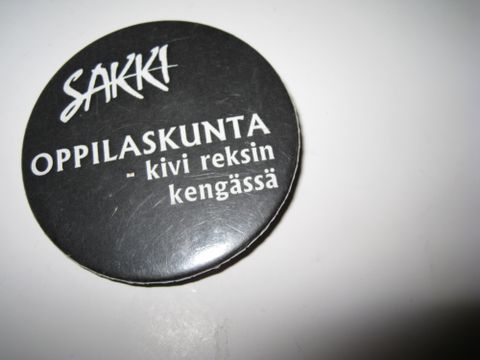 SAKKI
OPPILASKUNTA
- kivi reksin
kengässä